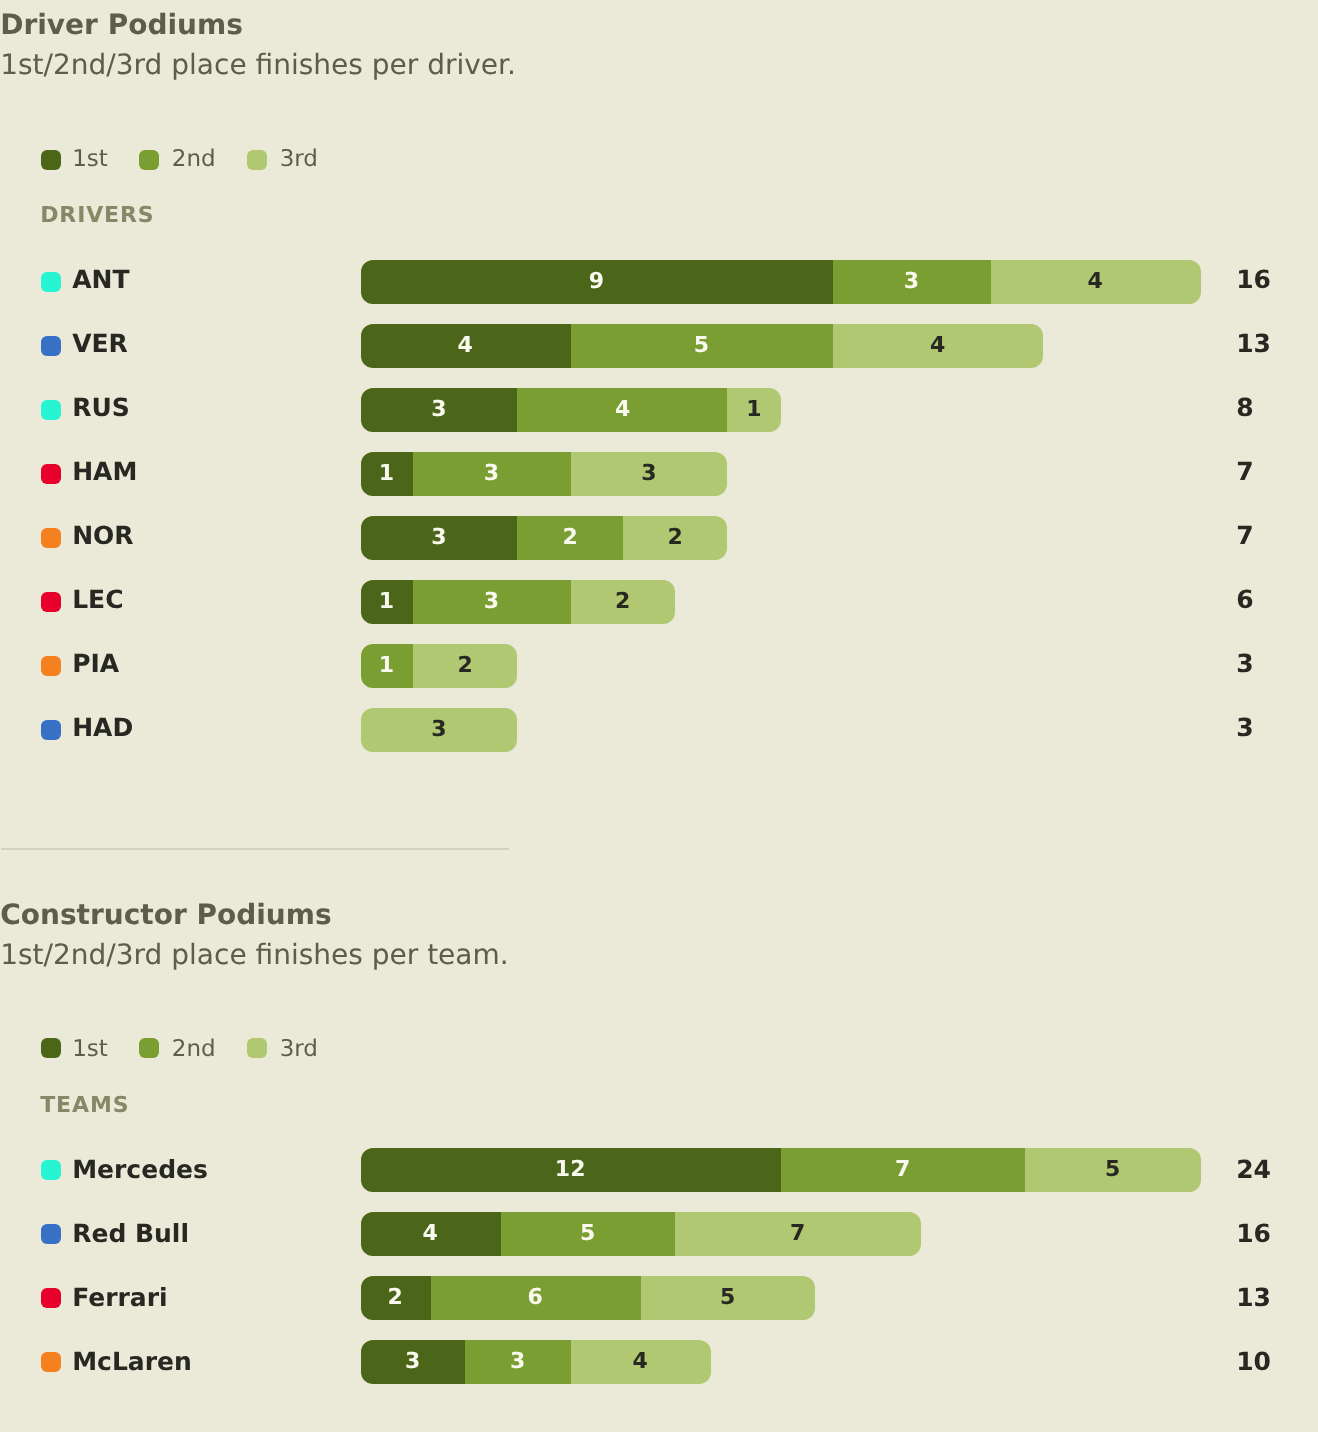 Driver Podiums
1st/2nd/3rd place finishes per driver.
1st 2nd 3rd
DRIVERS
ANT 9 3 4 16
VER 4 5 4 13
RUS 3 4 1 8
HAM 1 3 3 7
NOR 3 2 2 7
LEC 1 3 2 6
PIA 1 2 3
HAD 3 3
Constructor Podiums
1st/2nd/3rd place finishes per team.
1st 2nd 3rd
TEAMS
Mercedes 12 7 5 24
Red Bull 4 5 7 16
Ferrari 2 6 5 13
McLaren 3 3 4 10